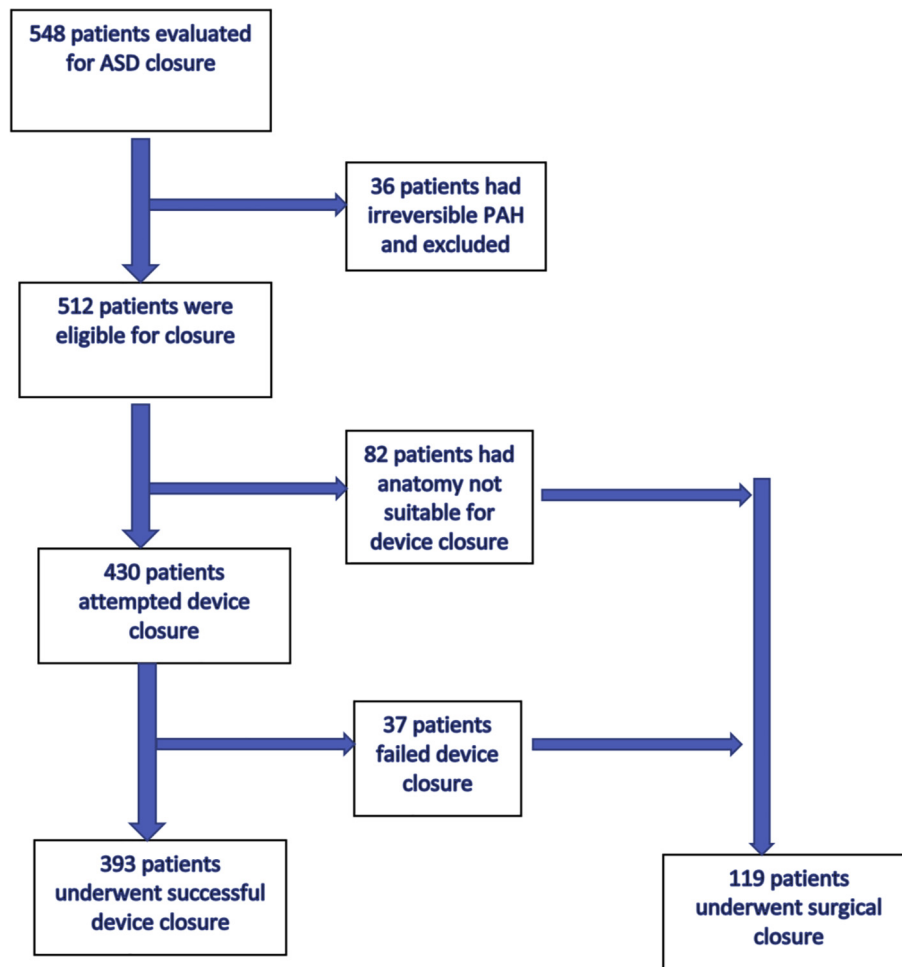 548 patients evaluated
for ASD closure
36 patients had
irreversible PAH
and excluded
512 patients were
eligible for closure
82 patients had
anatomy not
suitable for
device closure
430 patients
attempted device
closure
37 patients
failed device
closure
393 patients
underwent successful
device closure
119 patients
underwent surgical
closure